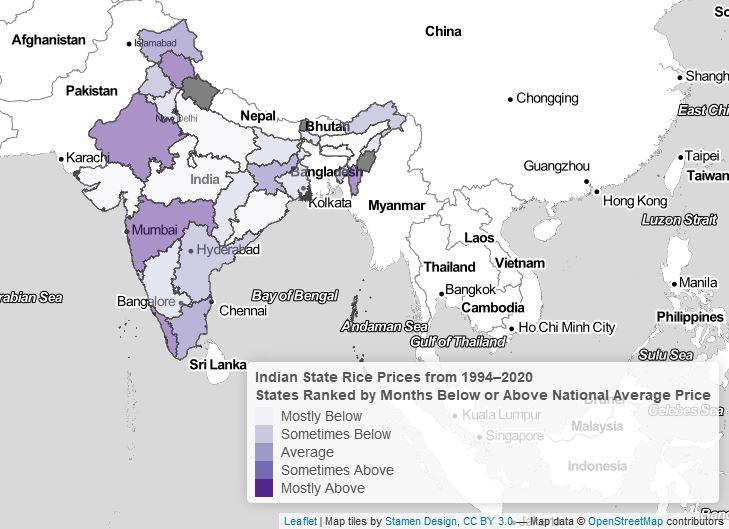 So
Afghanistan
China
Islamabad
Shangh
Pakistan
Chongqing
East Chi
Nepal
New Delhi
Bhutan
Karachi
Taipei
Guangzhou
Bangladesh
Taiwan
India
Hong Kong
Kolkata
Myanmar
Luzon Strait
Mumbai
Laos
Hyderabad
Vietnam
Thailand
Manila
rabian Sea
Bay of Bengal
Bangkok
Bangalore
Chennai
Cambodia
Philippines
Andaman Sea
Ho Chi Minh City
Gulf of Thailand
Sulu Sea
Sri Lanka
Indian State Rice Prices from 1994–2020
States Ranked by Months Below or Above National Average Price
Brunei
Mostly Below
Kuala Lumpur
Celebes Sea
Sometimes Below
Malaysia
Singapore
Average
Sometimes Above
Indonesia
Mostly Above
Leaflet | Map tiles by Stamen Design, CC BY 3.0 — Map data © OpenStreetMap contributors